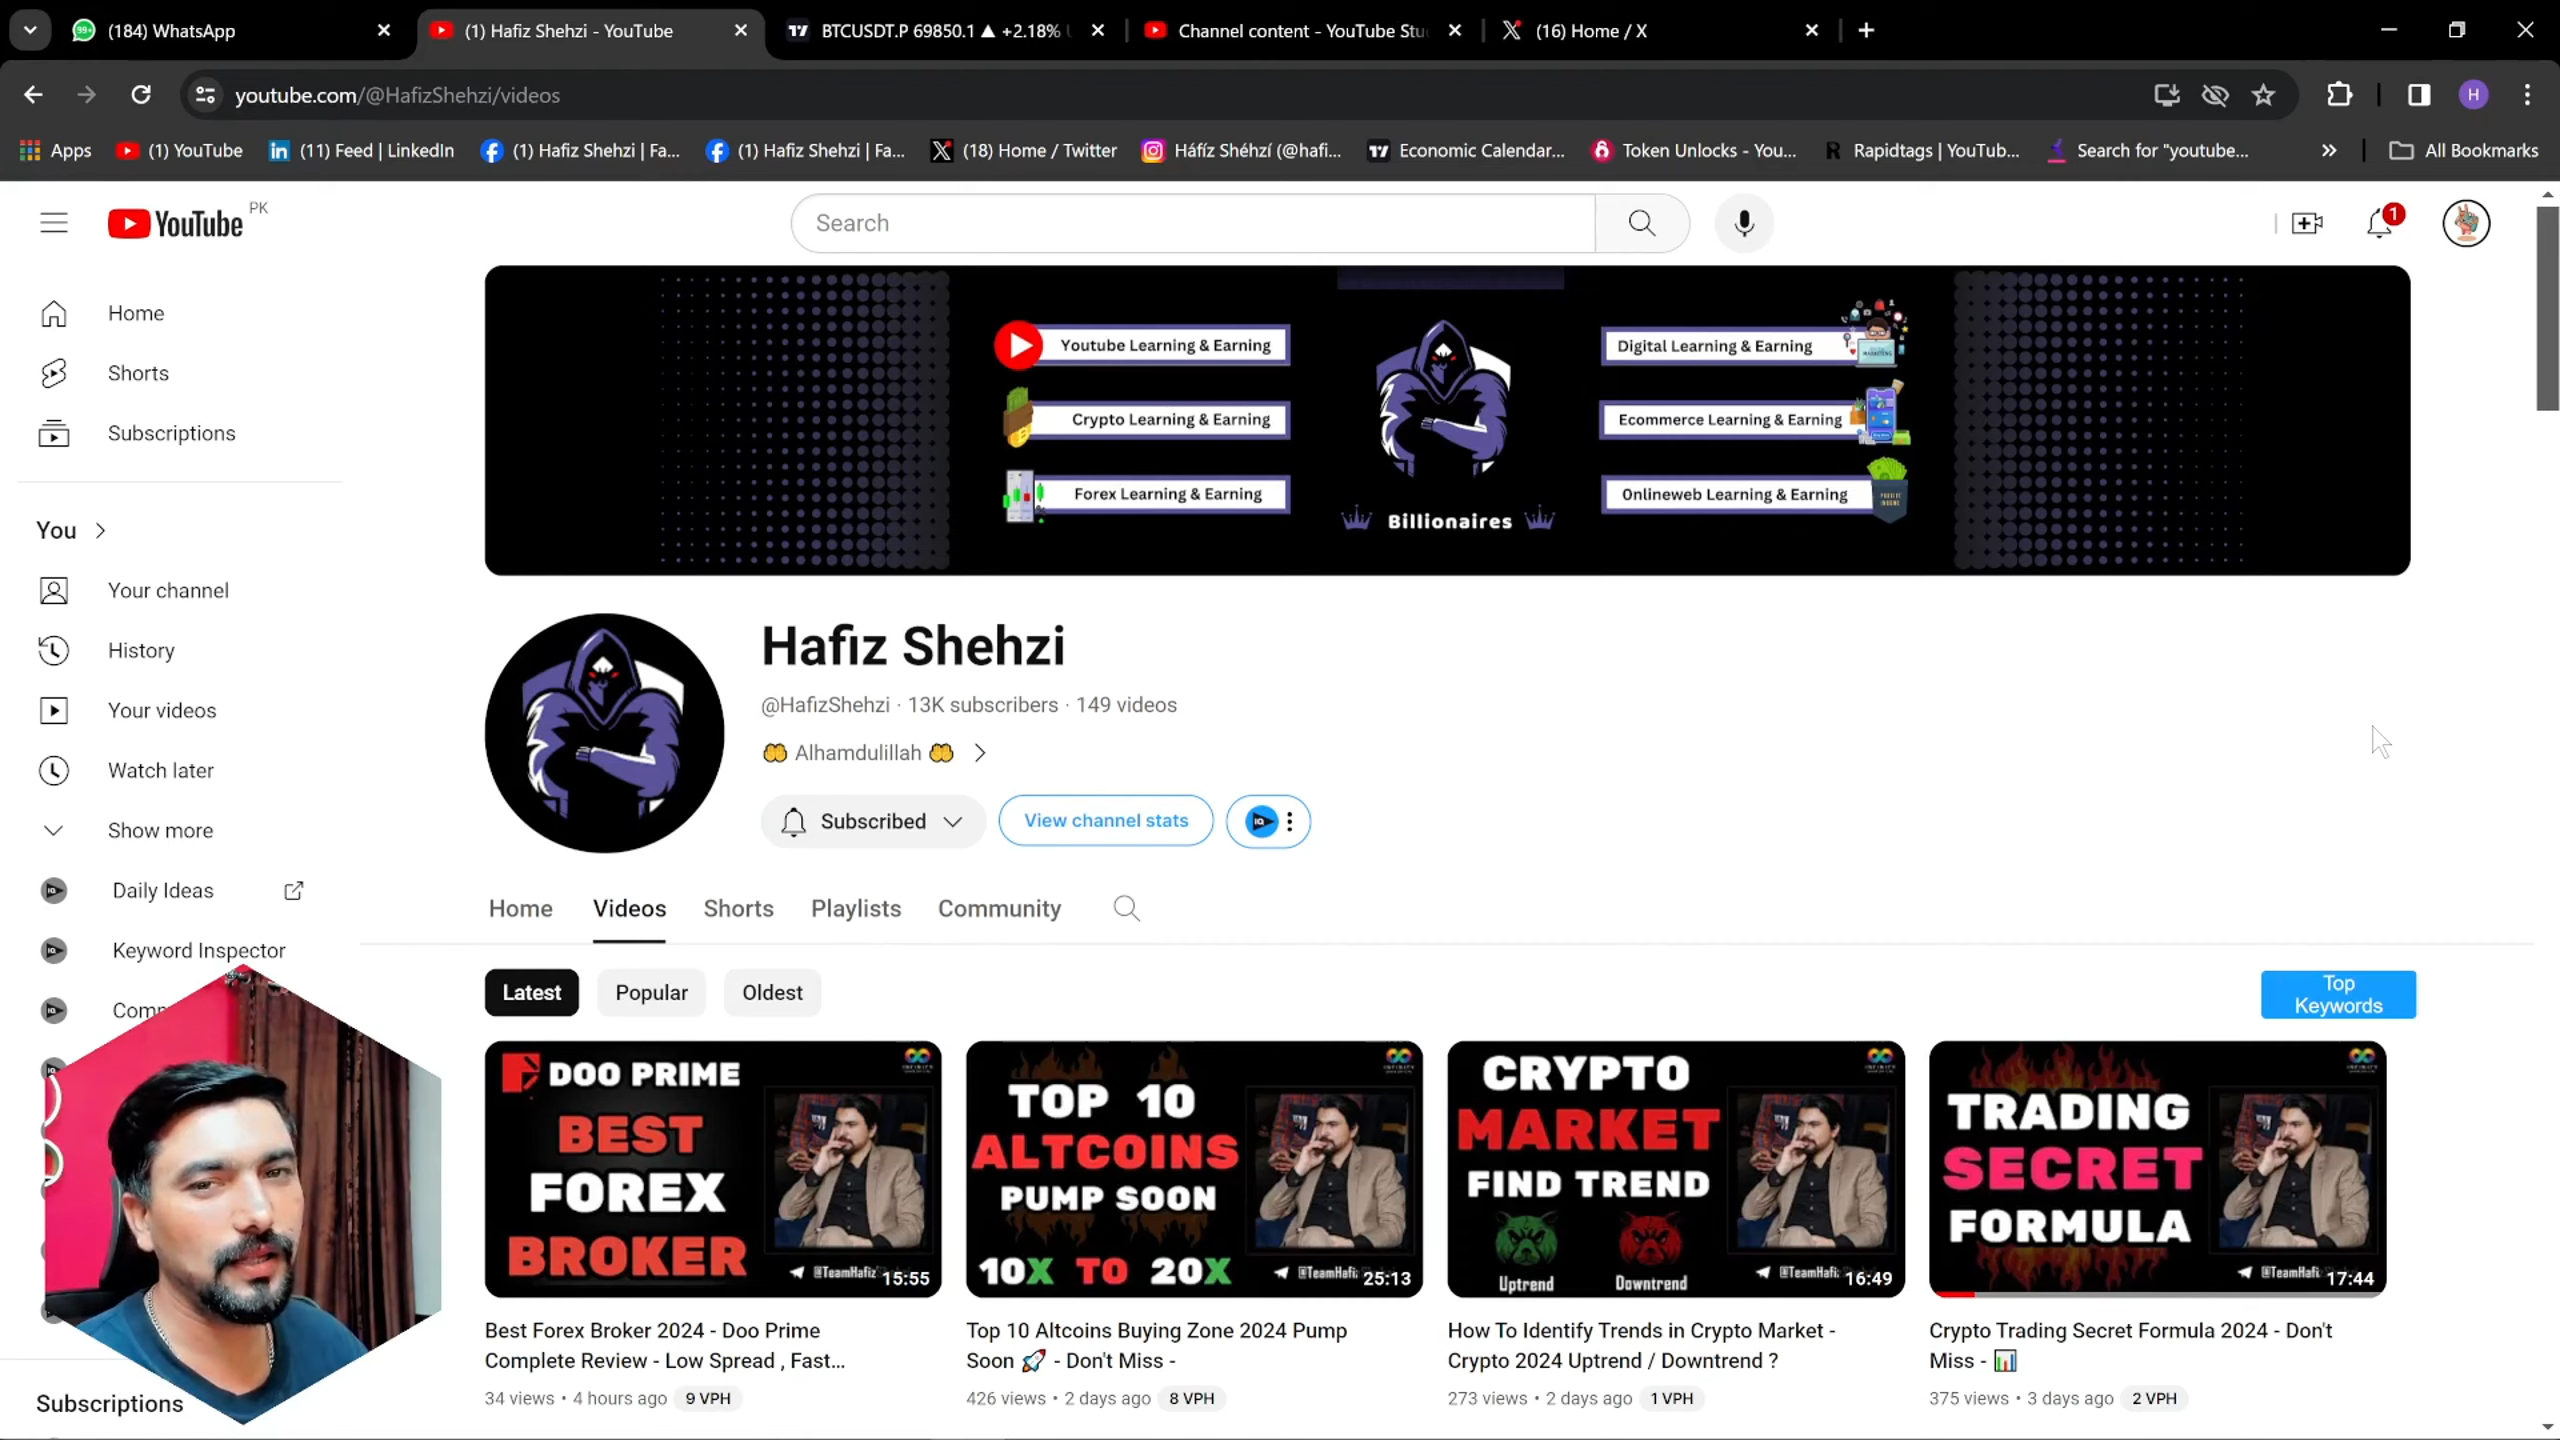 (184) WhatsApp
(1) Hafiz Shehzi - YouTube
BTCUSDT.P 69850.1 ▲ +2.18%
Channel content - YouTube Stu
(16) Home / X
youtube.com/@HafizShehzi/videos
H
Apps
(1) YouTube
(11) Feed | LinkedIn
(1) Hafiz Shehzi | Fa...
(1) Hafiz Shehzi | Fa...
(18) Home / Twitter
Háfíz Shéhzí (@hafi...
Economic Calendar...
Token Unlocks - You...
Rapidtags | YouTub...
Search for "youtube...
All Bookmarks
YouTube PK
Search
1
Home
Shorts
Subscriptions
You
Your channel
History
Your videos
Watch later
Show more
Daily Ideas
Keyword Inspector
Subscriptions
Youtube Learning & Earning
Crypto Learning & Earning
Forex Learning & Earning
Billionaires
Digital Learning & Earning
Ecommerce Learning & Earning
Onlineweb Learning & Earning
Hafiz Shehzi
@HafizShehzi · 13K subscribers · 149 videos
🤲 Alhamdulillah 🤲
Subscribed
View channel stats
Home
Videos
Shorts
Playlists
Community
Latest
Popular
Oldest
Top
Keywords
DOO PRIME
BEST
FOREX
BROKER
15:55
Best Forex Broker 2024 - Doo Prime
Complete Review - Low Spread , Fast...
34 views • 4 hours ago 9 VPH
TOP 10
ALTCOINS
PUMP SOON
10X TO 20X
25:13
Top 10 Altcoins Buying Zone 2024 Pump
Soon 🚀 - Don't Miss -
426 views • 2 days ago 8 VPH
CRYPTO
MARKET
FIND TREND
Uptrend
Downtrend
16:49
How To Identify Trends in Crypto Market -
Crypto 2024 Uptrend / Downtrend ?
273 views • 2 days ago 1 VPH
TRADING
SECRET
FORMULA
17:44
Crypto Trading Secret Formula 2024 - Don't
Miss - 📊
375 views • 3 days ago 2 VPH